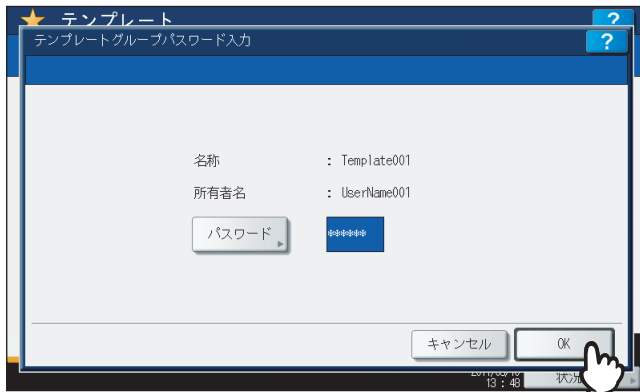 テンプレート ?
テンプレートグループパスワード入力 ?
名称 : Template001
所有者名 : UserName001
パスワード ******
キャンセル OK
13:48 状況